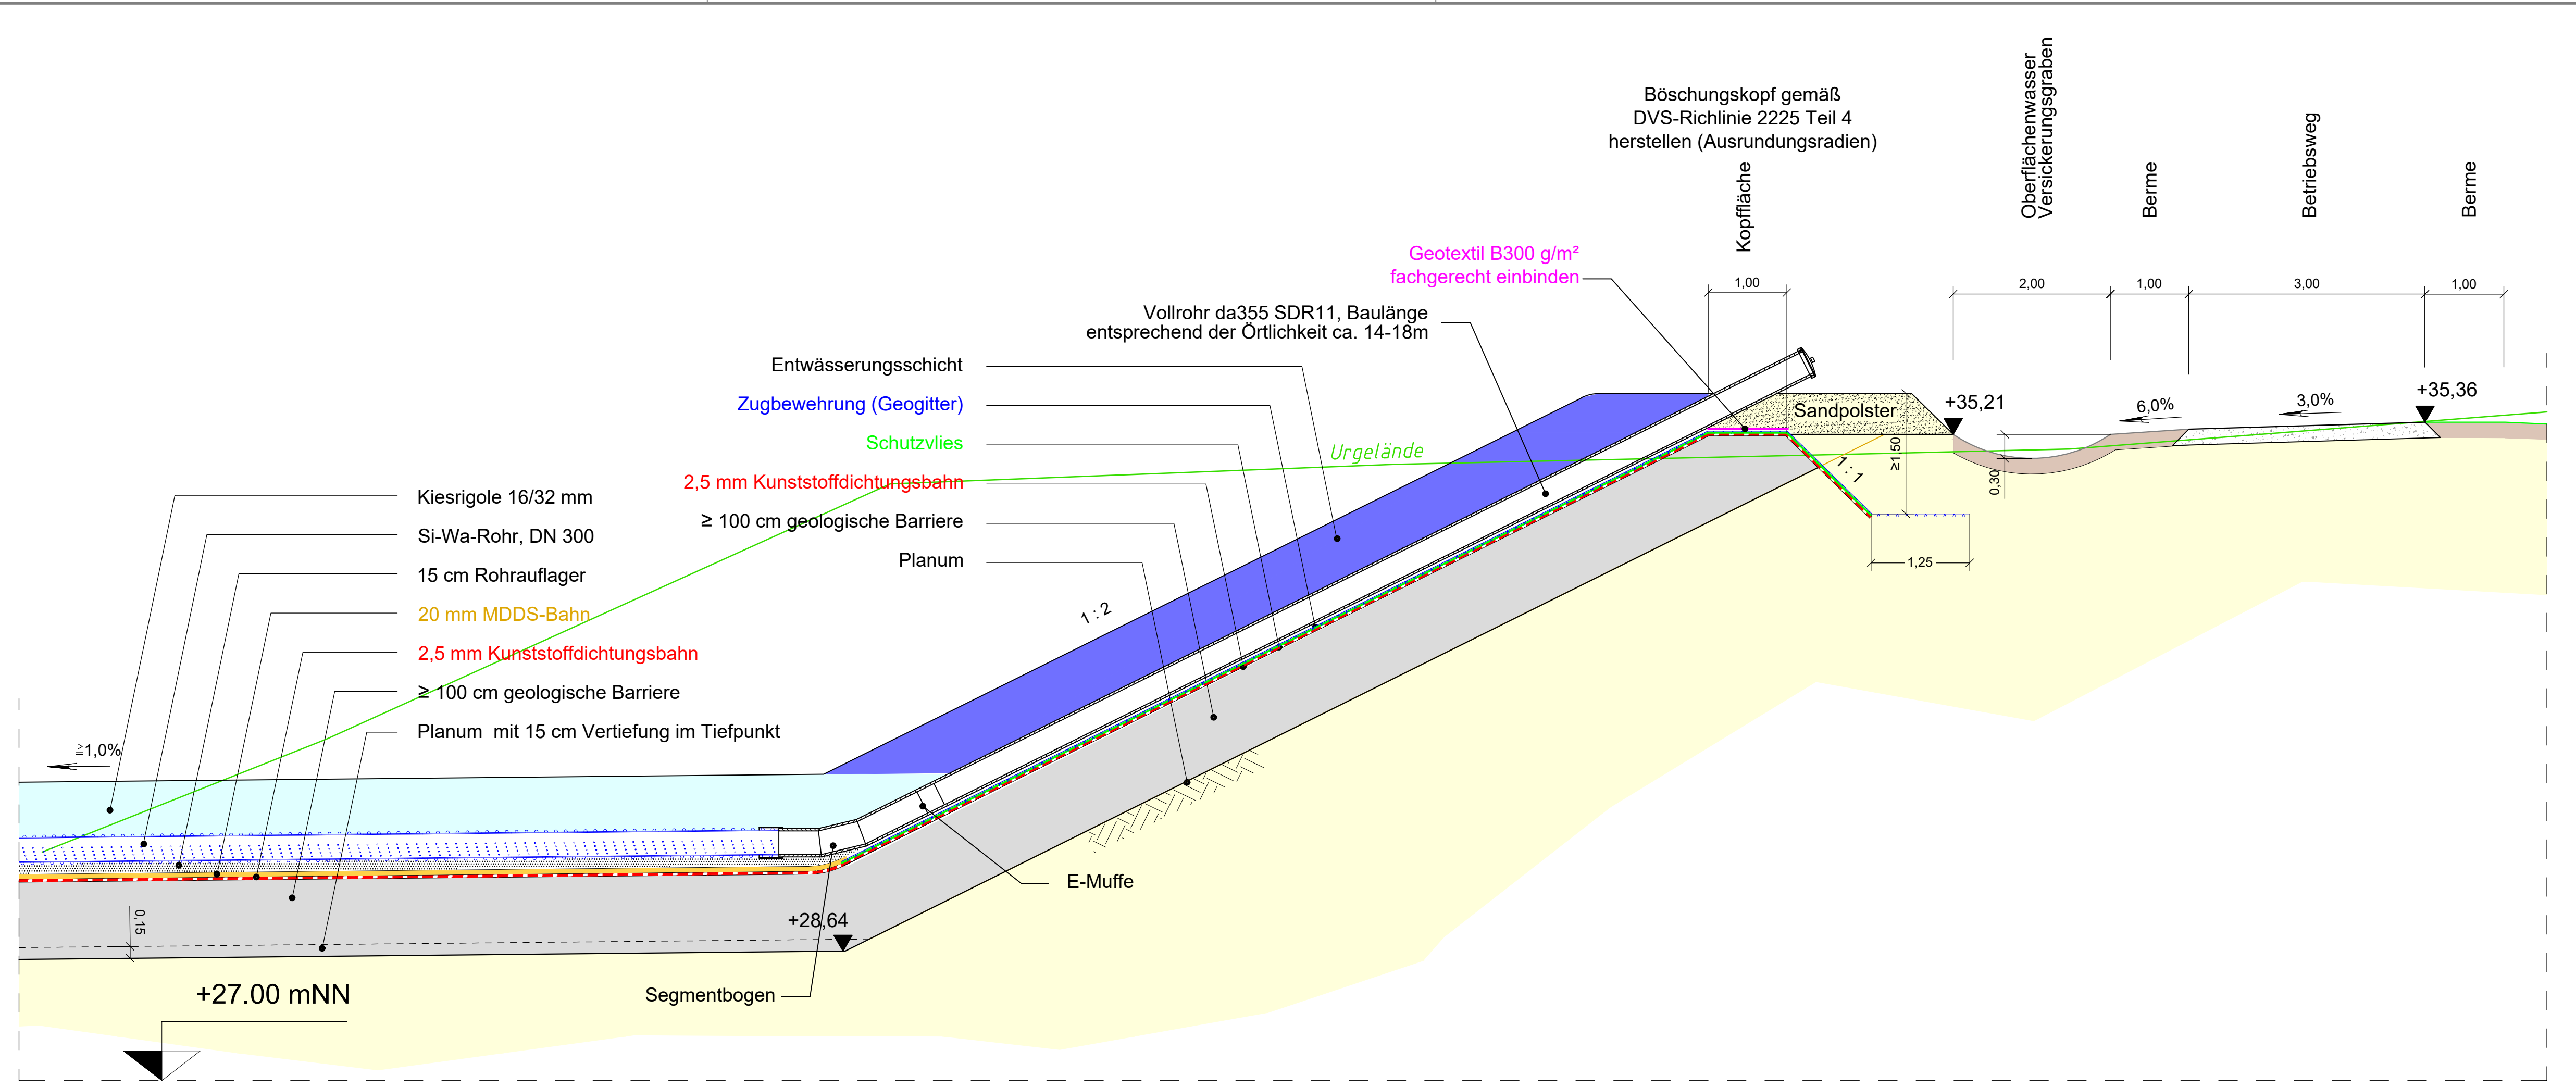 Böschungskopf gemäß
DVS-Richlinie 2225 Teil 4
herstellen (Ausrundungsradien)
Kopffläche
Oberflächenwasser
Versickerungsgraben
Berme
Betriebsweg
Berme
Geotextil B300 g/m²
fachgerecht einbinden
1,00
2,00
1,00
3,00
1,00
Vollrohr da355 SDR11, Baulänge
entsprechend der Örtlichkeit ca. 14-18m
Entwässerungsschicht
Zugbewehrung (Geogitter)
Schutzvlies
2,5 mm Kunststoffdichtungsbahn
≥ 100 cm geologische Barriere
Planum
Sandpolster
+35,21
6,0%
3,0%
+35,36
Urgelände
1 : 1
≥1,50
0,30
1,25
Kiesrigole 16/32 mm
Si-Wa-Rohr, DN 300
15 cm Rohrauflager
20 mm MDDS-Bahn
2,5 mm Kunststoffdichtungsbahn
≥ 100 cm geologische Barriere
Planum mit 15 cm Vertiefung im Tiefpunkt
1 : 2
≧1,0%
E-Muffe
0,15
+28,64
Segmentbogen
+27.00 mNN